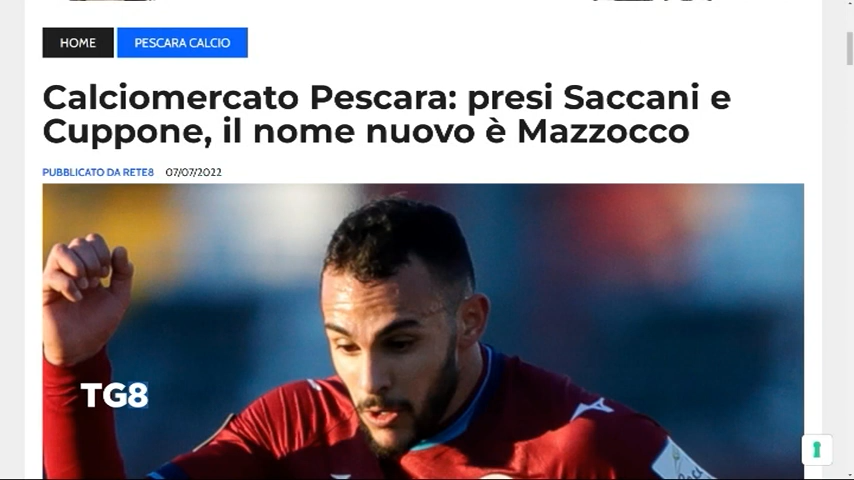 HOME
PESCARA CALCIO
Calciomercato Pescara: presi Saccani e
Cuppone, il nome nuovo è Mazzocco
PUBBLICATO DA RETE8 07/07/2022
TG8